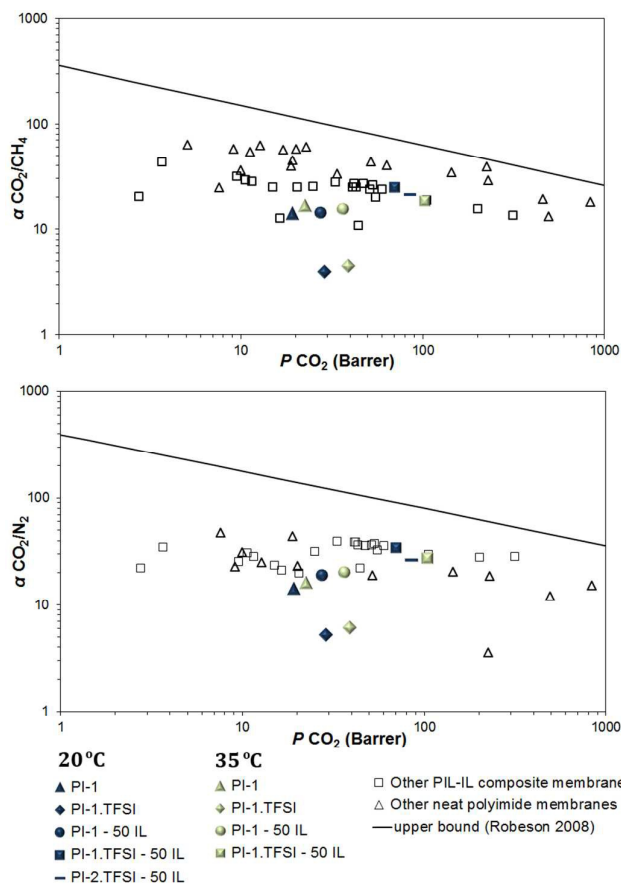 1000
100
10
1
α CO₂/CH₄
1 10 100 1000
P CO₂ (Barrer)
1000
100
10
1
α CO₂/N₂
1 10 100 1000
P CO₂ (Barrer)
20 °C 35 °C
PI-1 PI-1 Other PIL-IL composite membrane
PI-1.TFSI PI-1.TFSI Other neat polyimide membranes
PI-1 - 50 IL PI-1 - 50 IL upper bound (Robeson 2008)
PI-1.TFSI - 50 IL PI-1.TFSI - 50 IL
PI-2.TFSI - 50 IL